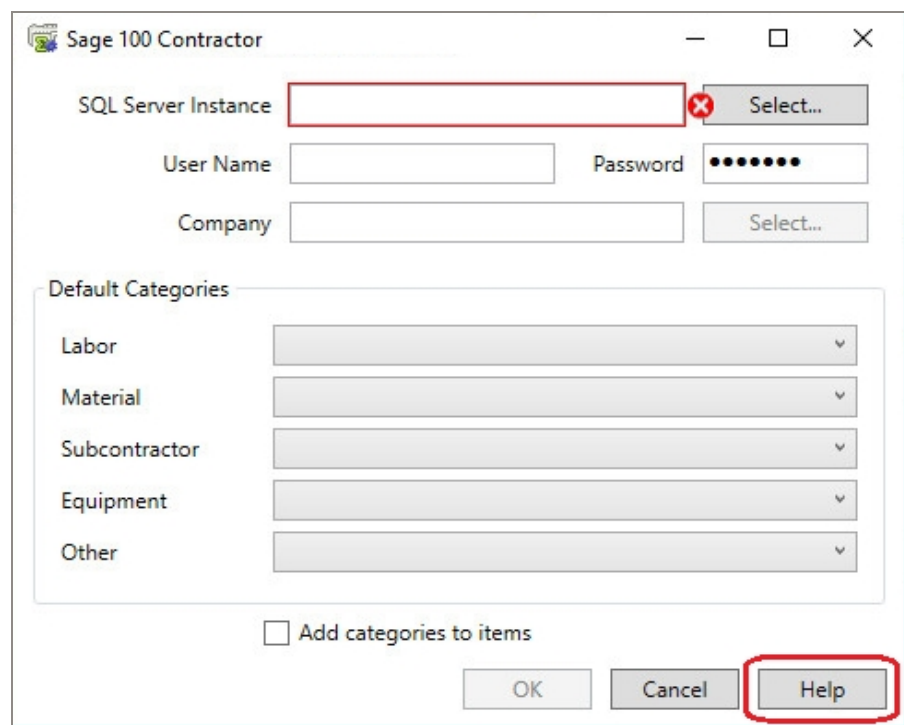 Sage 100 Contractor
SQL Server Instance Select...
User Name Password •••••••
Company Select...
Default Categories
Labor
Material
Subcontractor
Equipment
Other
Add categories to items
OK Cancel Help